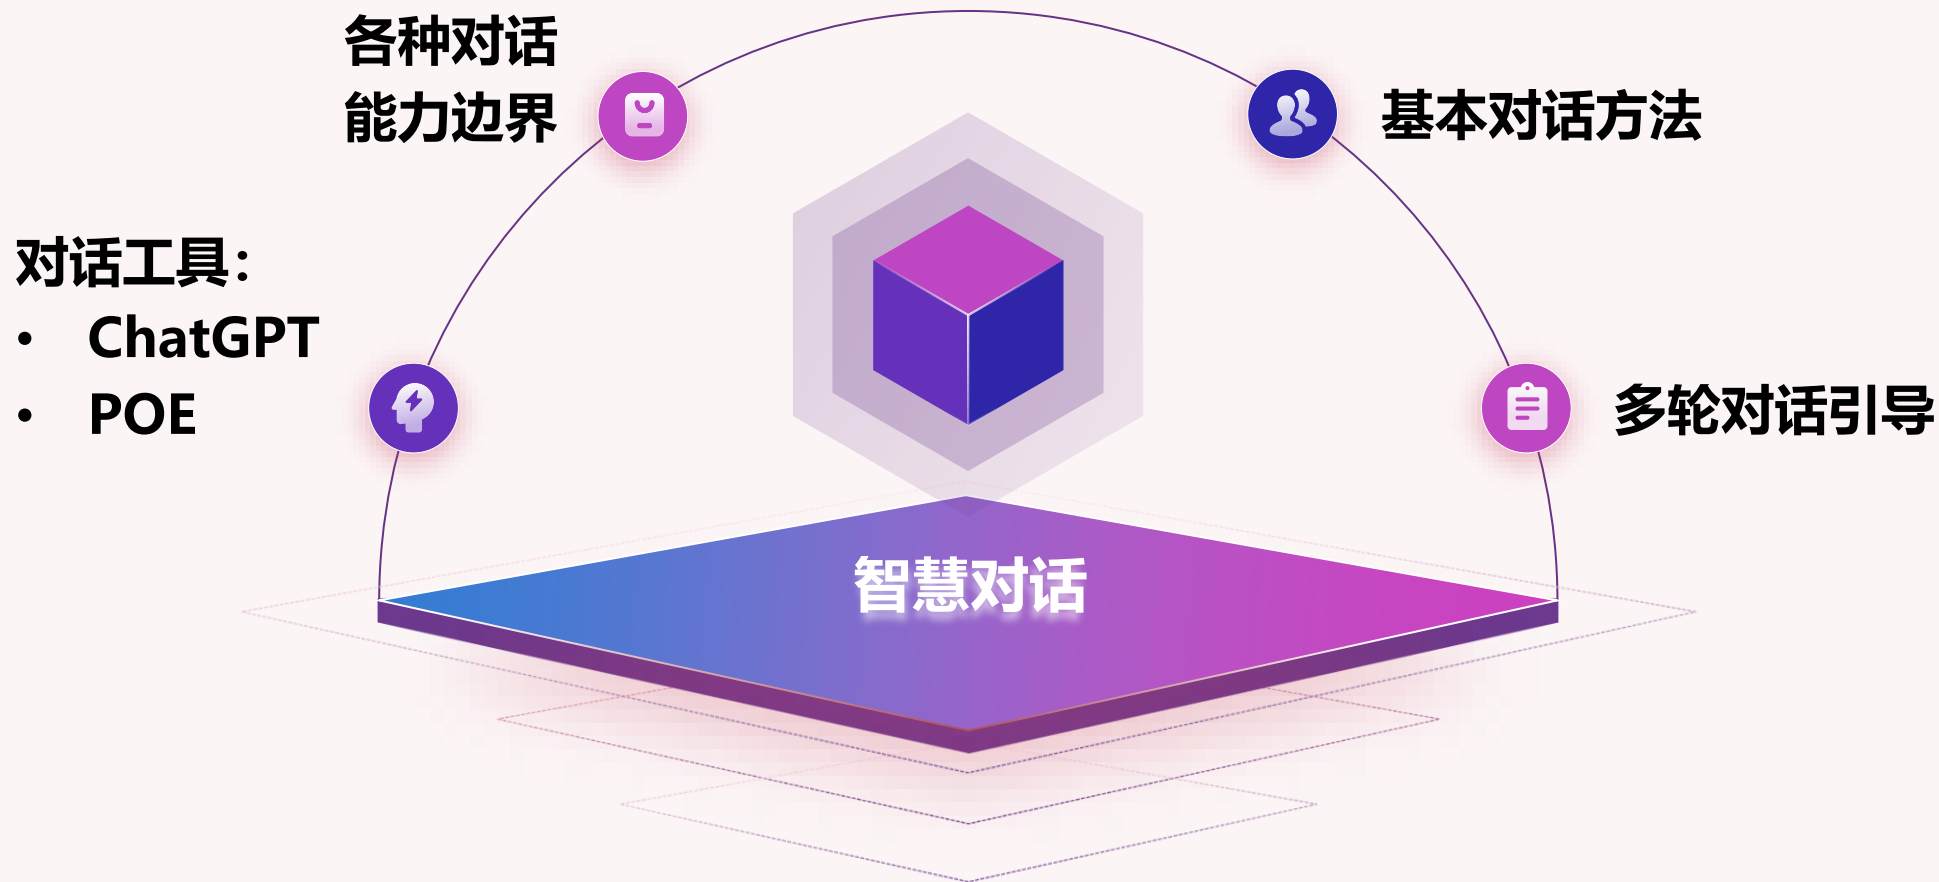 各种对话
能力边界
基本对话方法
对话工具：
• ChatGPT
• POE
多轮对话引导
智慧对话